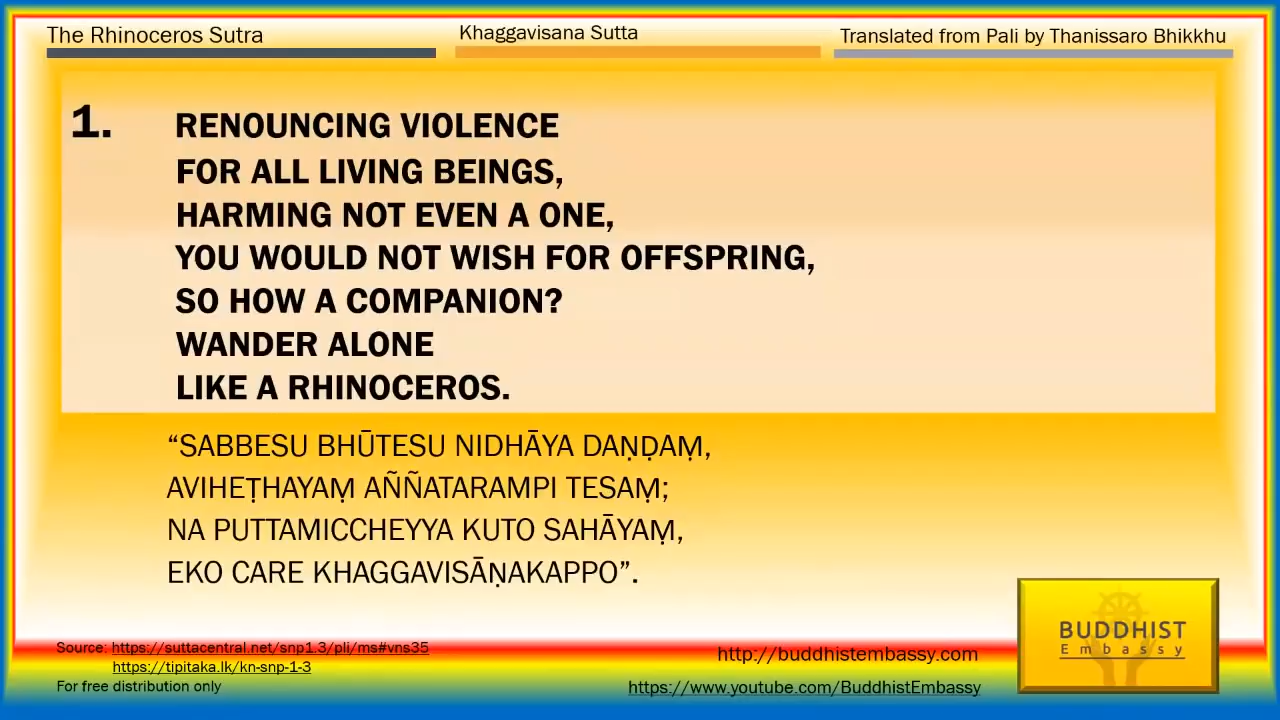 The Rhinoceros Sutra
Khaggavisana Sutta
Translated from Pali by Thanissaro Bhikkhu
1.
RENOUNCING VIOLENCE
FOR ALL LIVING BEINGS,
HARMING NOT EVEN A ONE,
YOU WOULD NOT WISH FOR OFFSPRING,
SO HOW A COMPANION?
WANDER ALONE
LIKE A RHINOCEROS.
“SABBESU BHŪTESU NIDHĀYA DAṆḌAṂ,
AVIHEṬHAYAṂ AÑÑATARAMPI TESAṂ;
NA PUTTAMICCHEYYA KUTO SAHĀYAṂ,
EKO CARE KHAGGAVISĀṆAKAPPO”.
Source: https://suttacentral.net/snp1.3/pli/ms#vns35
https://tipitaka.lk/kn-snp-1-3
For free distribution only
http://buddhistembassy.com
https://www.youtube.com/BuddhistEmbassy
BUDDHIST
Embassy